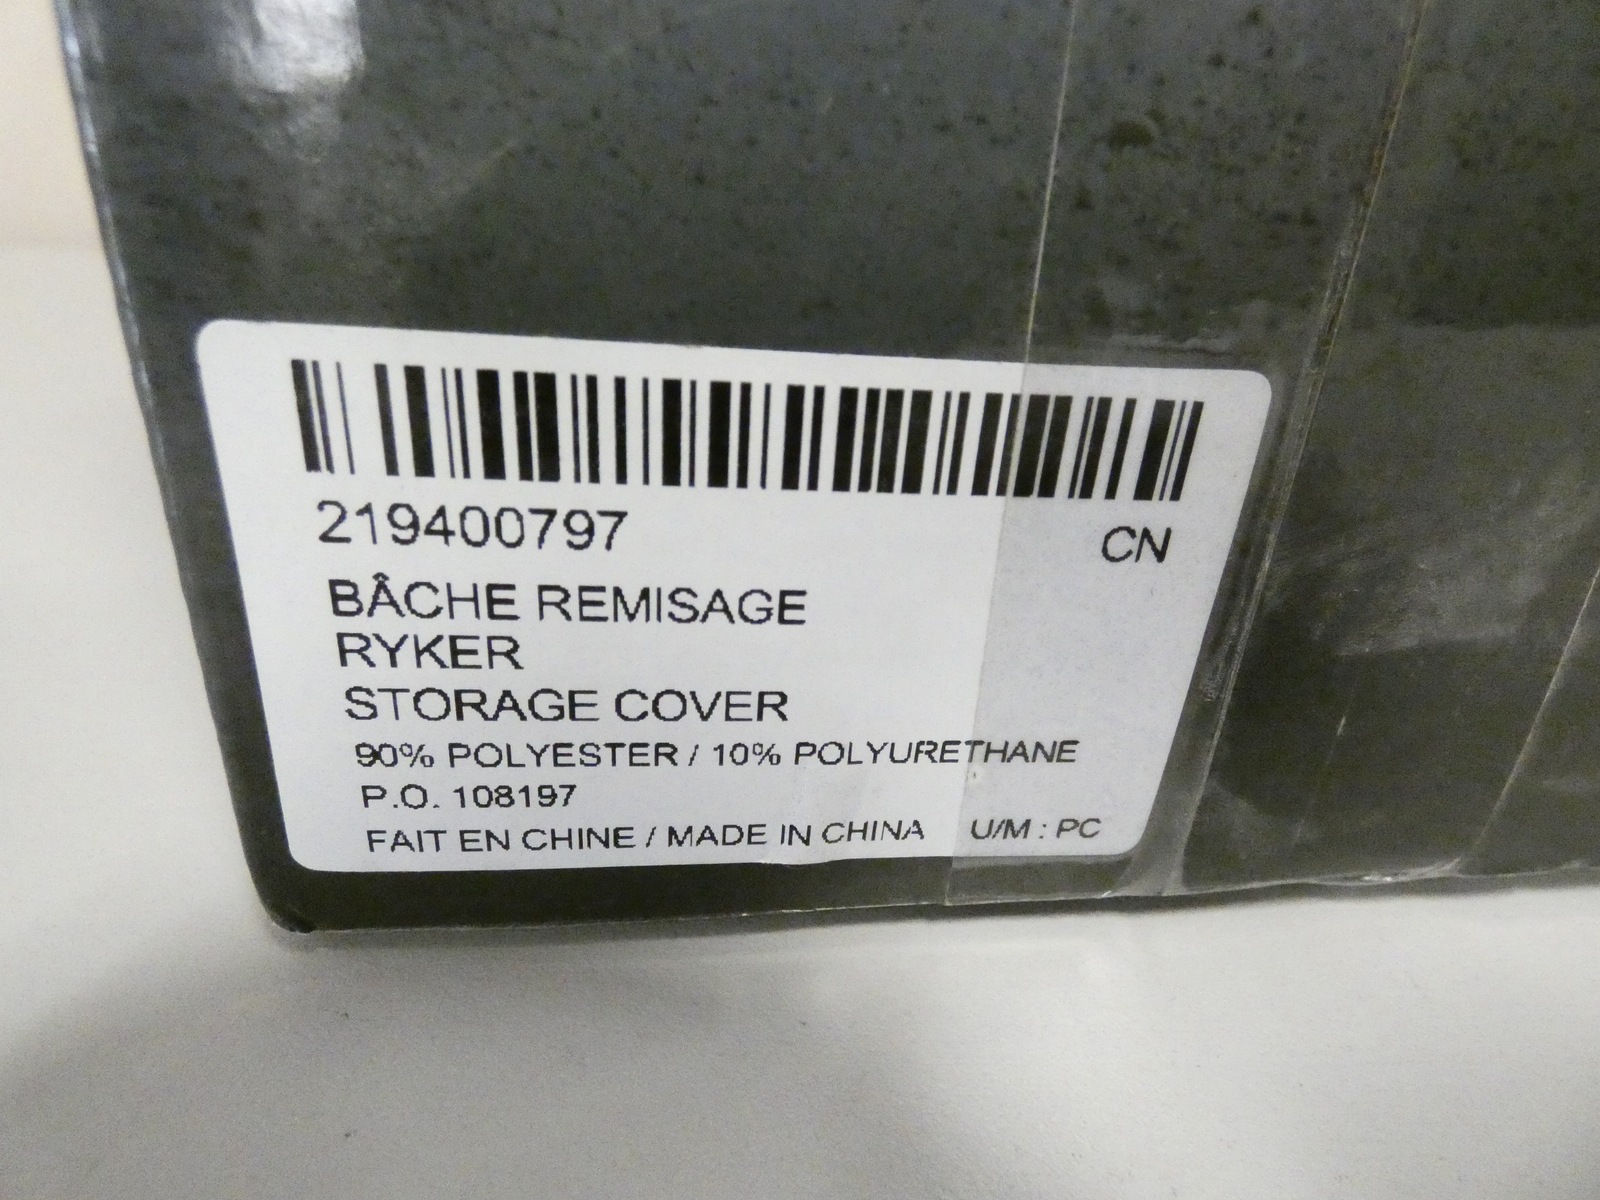 219400797 CN
BÂCHE REMISAGE
RYKER
STORAGE COVER
90% POLYESTER / 10% POLYURETHANE
P.O. 108197
FAIT EN CHINE / MADE IN CHINA U/M : PC